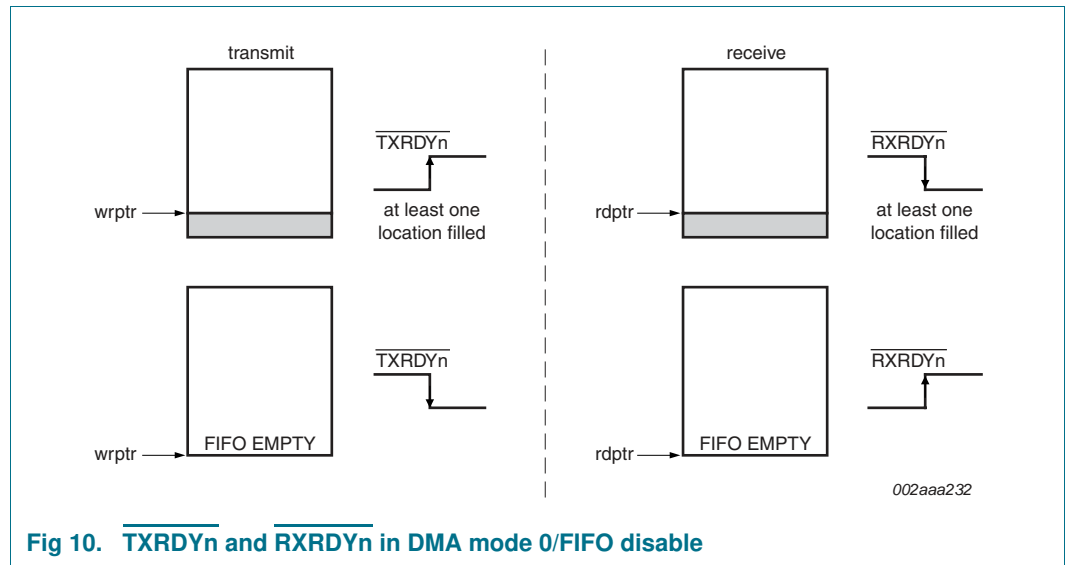 transmit
TXRDYn
wrptr
at least one
location filled
TXRDYn
FIFO EMPTY
wrptr
receive
RXRDYn
rdptr
at least one
location filled
RXRDYn
FIFO EMPTY
rdptr
002aaa232
Fig 10. TXRDYn and RXRDYn in DMA mode 0/FIFO disable